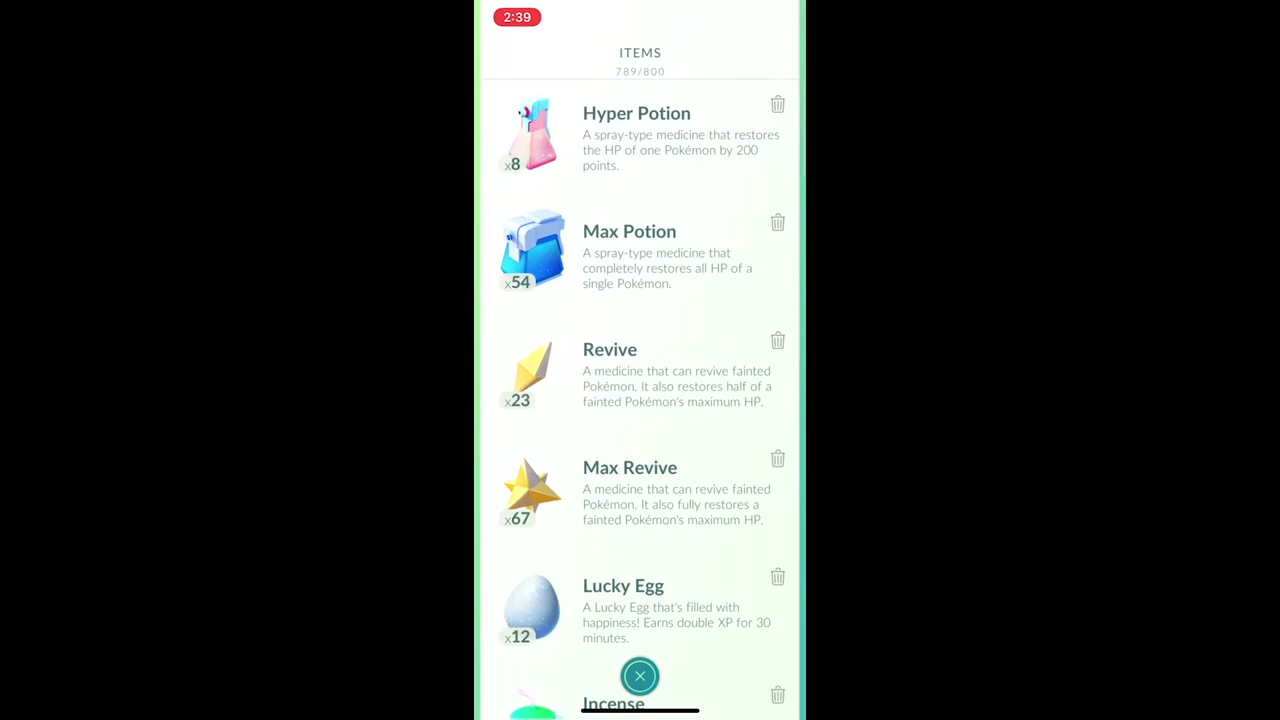 2:39
ITEMS
789/800
Hyper Potion
A spray-type medicine that restores
the HP of one Pokémon by 200
points.
x8
Max Potion
A spray-type medicine that
completely restores all HP of a
single Pokémon.
x54
Revive
A medicine that can revive fainted
Pokémon. It also restores half of a
fainted Pokémon's maximum HP.
x23
Max Revive
A medicine that can revive fainted
Pokémon. It also fully restores a
fainted Pokémon's maximum HP.
x67
Lucky Egg
A Lucky Egg that's filled with
happiness! Earns double XP for 30
minutes.
x12
Incense